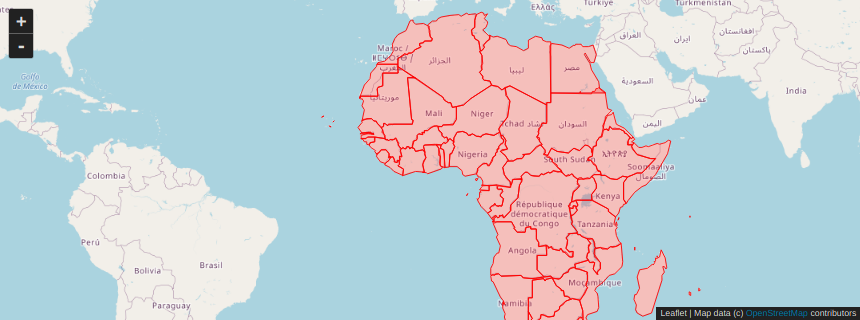 +
-
Ελλάς
Türkiye
Türkmenistan
Golfo
de México
Maroc /
المغرب
الجزائر
ليبيا
مصر
العراق
ایران
افغانستان
پاکستان
السعودية
عمان
اليمن
India
موريتانيا
Mali
Niger
Tchad تشاد
السودان
Nigeria
South Sudan
Soomaaliya
الصومال
Kenya
République
démocratique
du Congo
Tanzania
Angola
Moçambique
Namibia
Colombia
Perú
Brasil
Bolivia
Paraguay
Leaflet | Map data (c) OpenStreetMap contributors